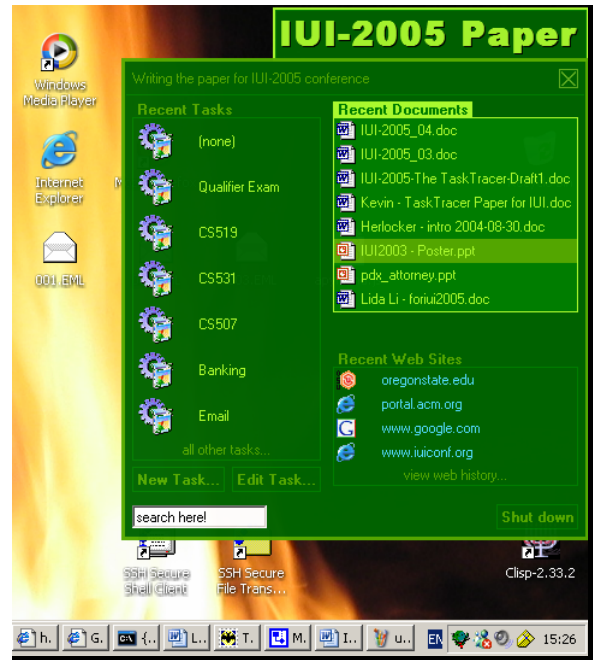 IUI-2005 Paper
Windows
Media Player
Internet
Explorer
001.EML
Writing the paper for IUI-2005 conference
Recent Tasks
(none)
Qualifier Exam
CS519
CS531
CS507
Banking
Email
all other tasks...
New Task...
Edit Task...
search here!
Recent Documents
IUI-2005_04.doc
IUI-2005_03.doc
IUI-2005-The TaskTracer-Draft1.doc
Kevin - TaskTracer Paper for IUI.doc
Herlocker - intro 2004-08-30.doc
IUI2003 - Poster.ppt
pdx_attorney.ppt
Lida Li - foriui2005.doc
Recent Web Sites
oregonstate.edu
portal.acm.org
www.google.com
www.iuiconf.org
view web history...
Shut down
SSH Secure
Shell Client
SSH Secure
File Trans...
Clisp-2.33.2
h.
G.
{..
L..
T.
M.
I..
u..
EN
15:26